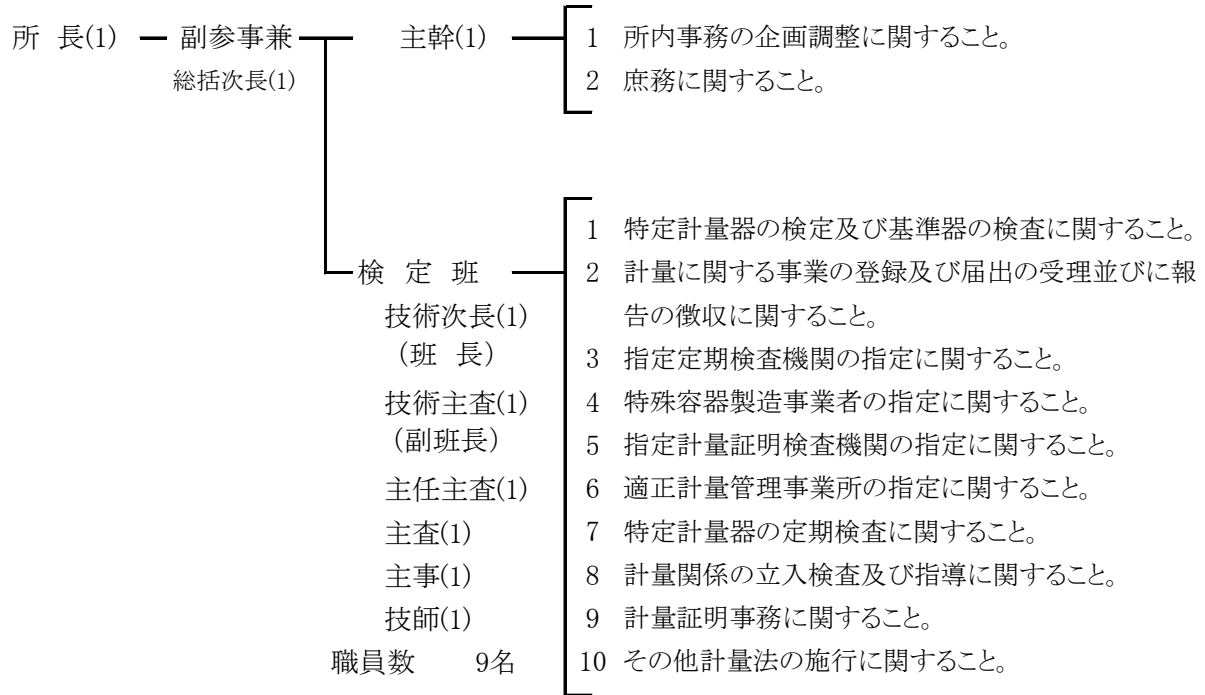 所 長(1) 副参事兼 主幹(1) 1 所内事務の企画調整に関すること。
総括次長(1) 2 庶務に関すること。
1 特定計量器の検定及び基準器の検査に関すること。
検 定 班 2 計量に関する事業の登録及び届出の受理並びに報
技術次長(1) 告の徴収に関すること。
(班 長) 3 指定定期検査機関の指定に関すること。
技術主査(1) 4 特殊容器製造事業者の指定に関すること。
(副班長) 5 指定計量証明検査機関の指定に関すること。
主任主査(1) 6 適正計量管理事業所の指定に関すること。
主査(1) 7 特定計量器の定期検査に関すること。
主事(1) 8 計量関係の立入検査及び指導に関すること。
技師(1) 9 計量証明事務に関すること。
職員数 9名 10 その他計量法の施行に関すること。